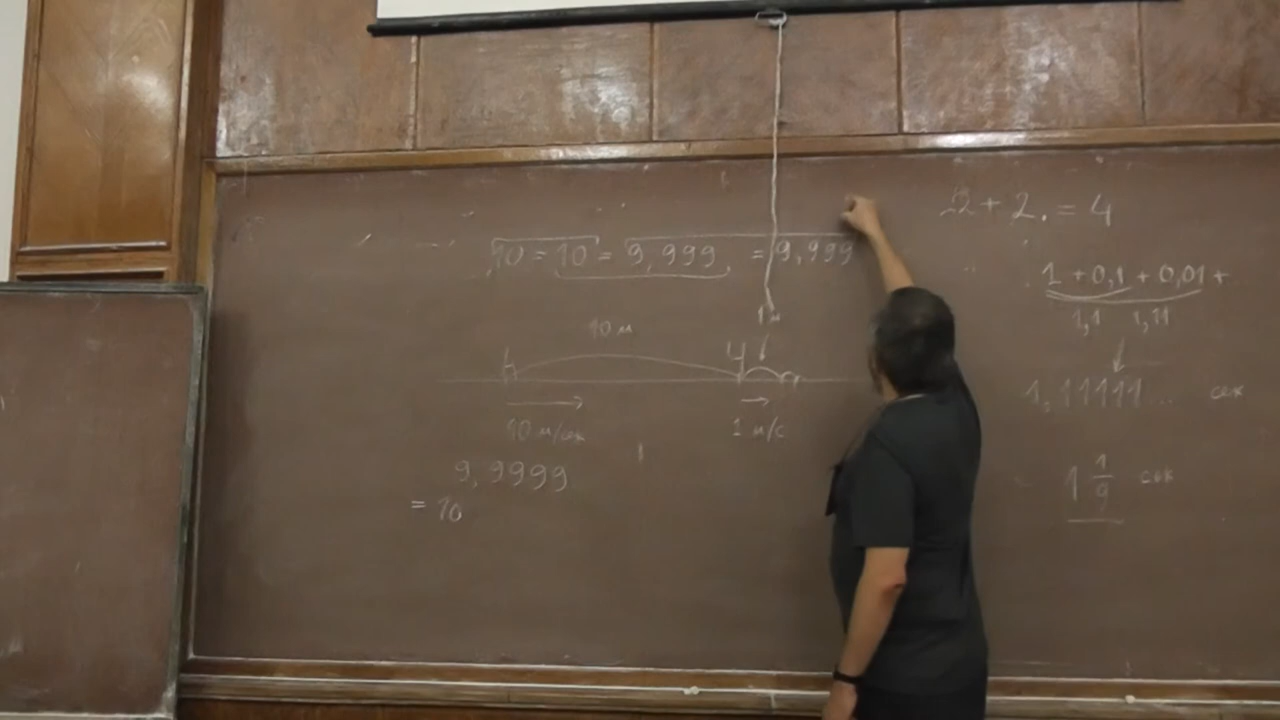 2 + 2. = 4
10 = 10 = 9,999 = 9,999
1 + 0,1 + 0,01 +
1,1 1,11
10 м 1 м
А Ч
1,11111... сек
10 м/сек 1 м/с
9,9999
1 1/9 сек
= 10